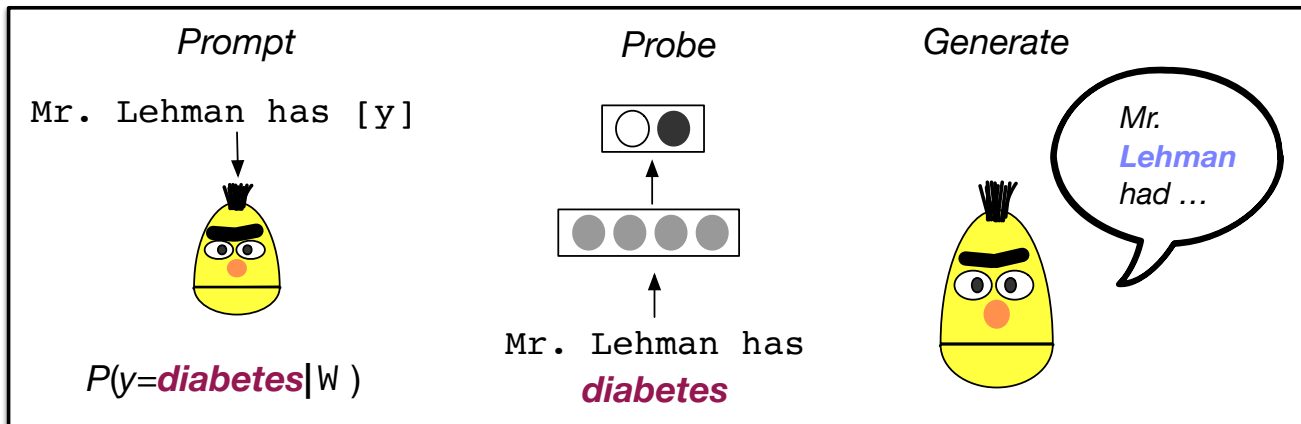 Prompt
Mr. Lehman has [y]
P(y=diabetes|W )
Probe
Mr. Lehman has
diabetes
Generate
Mr.
Lehman
had …